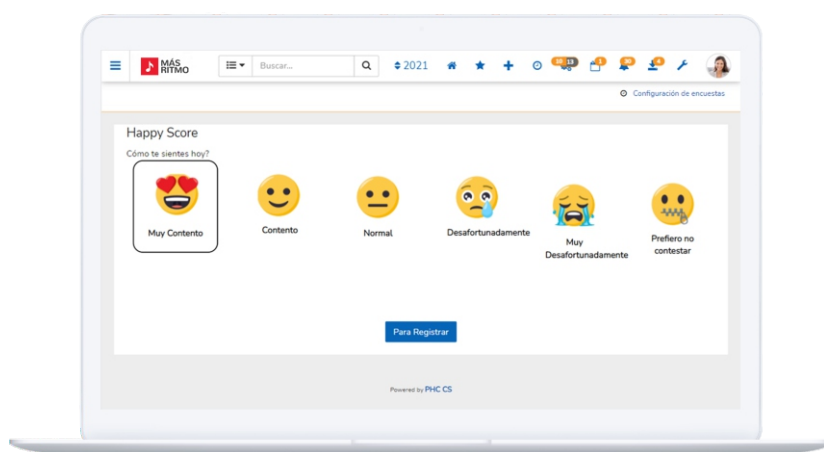 MÁS
RITMO
Buscar...
2021
Configuración de encuestas
Happy Score
Cómo te sientes hoy?
Muy Contento
Contento
Normal
Desafortunadamente
Muy
Desafortunadamente
Prefiero no
contestar
Para Registrar
Powered by PHC CS